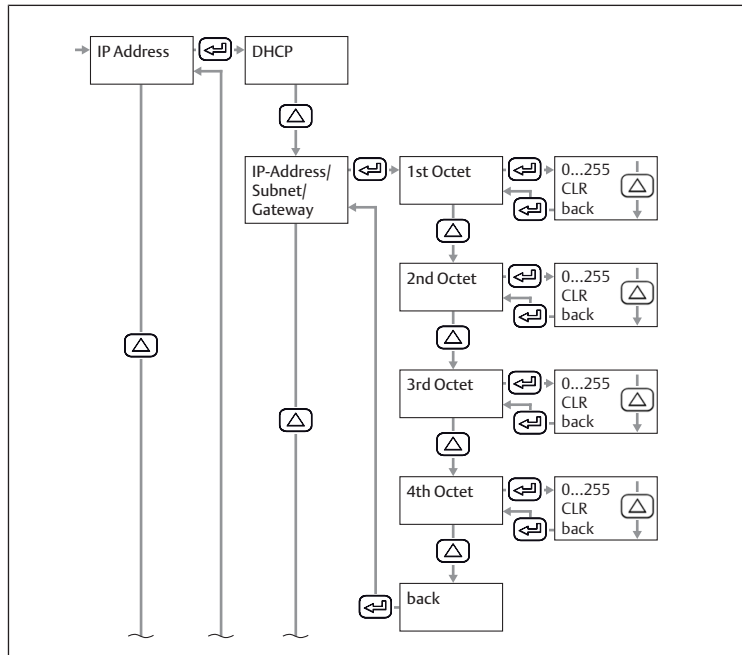 IP Address
DHCP
IP-Address/
Subnet/
Gateway
1st Octet
0...255
CLR
back
2nd Octet
0...255
CLR
back
3rd Octet
0...255
CLR
back
4th Octet
0...255
CLR
back
back